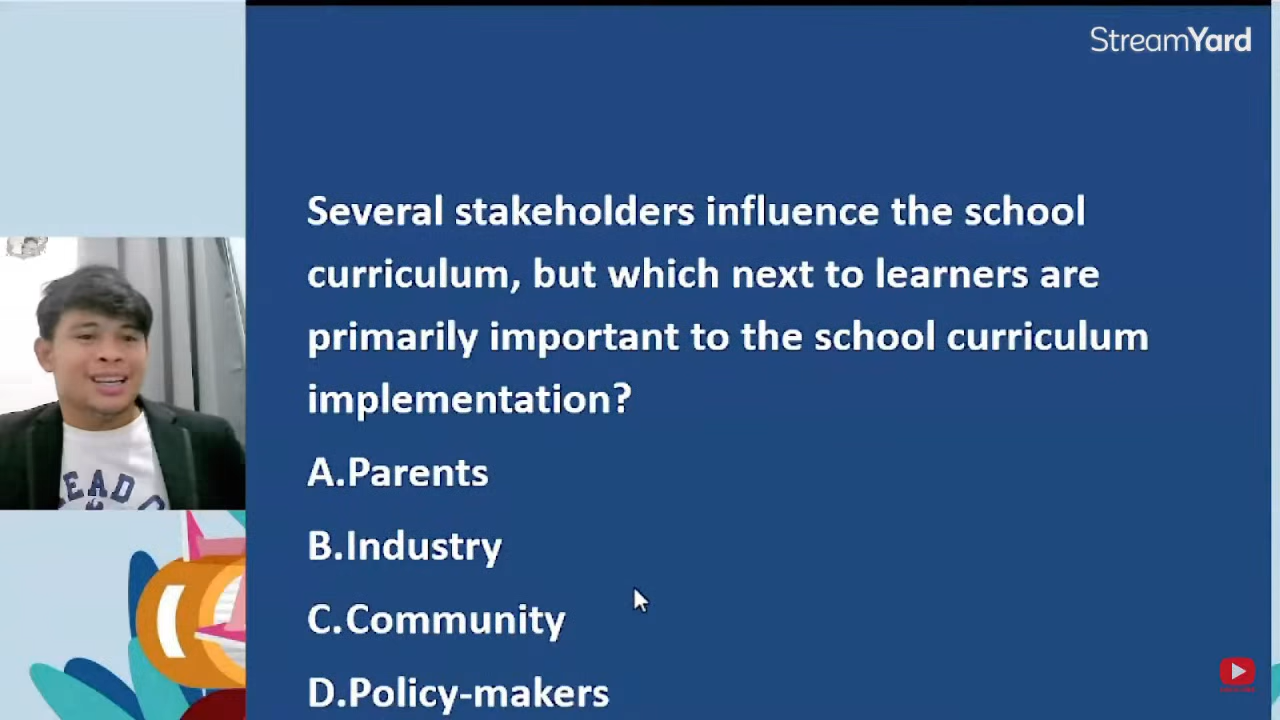 StreamYard
Several stakeholders influence the school
curriculum, but which next to learners are
primarily important to the school curriculum
implementation?
A.Parents
B.Industry
C.Community
D.Policy-makers
EAD